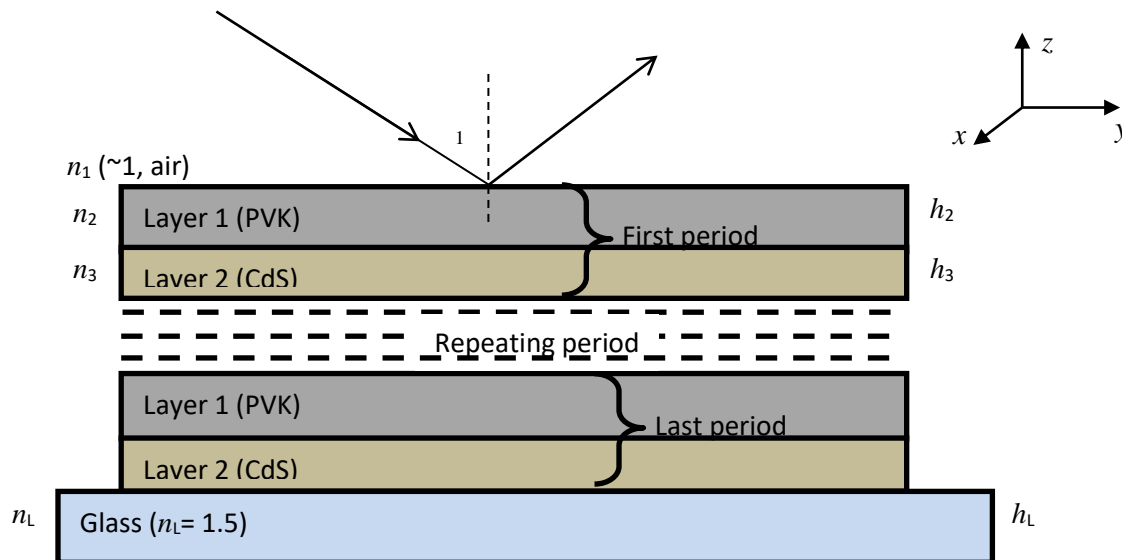 z
1
x
y
n1 (~1, air)
n2
Layer 1 (PVK)
h2
First period
n3
Laver 2 (CdS)
h3
Repeating period
Layer 1 (PVK)
Last period
Laver 2 (CdS)
nL
Glass (nL= 1.5)
hL